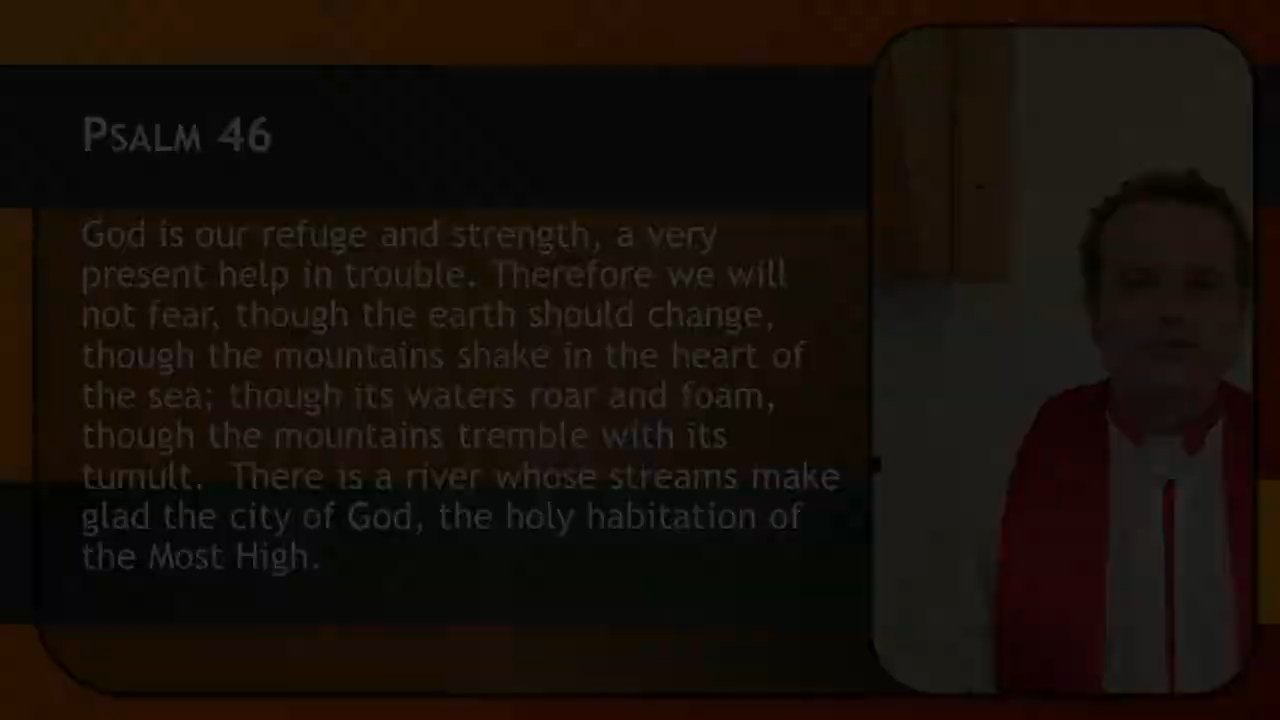 Psalm 46
God is our refuge and strength, a very
present help in trouble. Therefore we will
not fear, though the earth should change,
though the mountains shake in the heart of
the sea; though its waters roar and foam,
though the mountains tremble with its
tumult.  There is a river whose streams make
glad the city of God, the holy habitation of
the Most High.